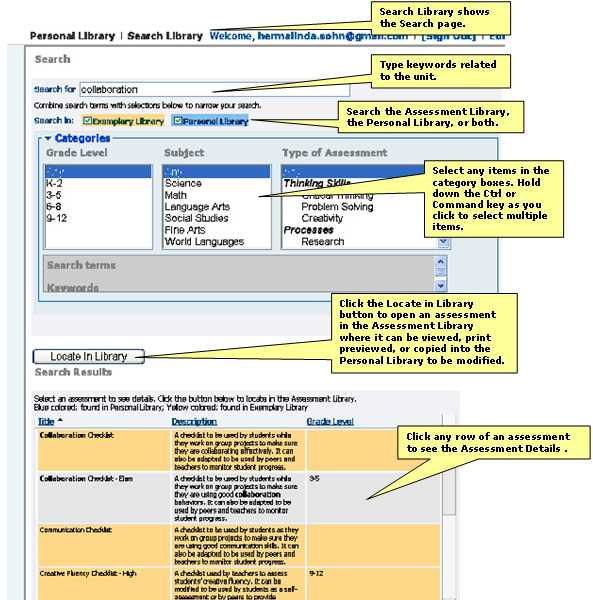 Search Library shows
the Search page.
Personal Library | Search Library Welcome, hermalinda.sohn@gmail.com | [Sign Out] | Edi
Search
Type keywords related
to the unit.
Search for collaboration
Combine search terms with selections below to narrow your search.
Search in: Exemplary Library Personal Library
Search the Assessment Library,
the Personal Library, or both.
Categories
Grade Level Subject Type of Assessment
Any Any
K-2 Science Thinking Skills
3-5 Math Critical Thinking
6-8 Language Arts Problem Solving
9-12 Social Studies Creativity
Fine Arts Processes
World Languages Research
Select any items in the
category boxes. Hold
down the Ctrl or
Command key as you
click to select multiple
items.
Search terms
Keywords
Click the Locate in Library
button to open an assessment
in the Assessment Library
where it can be viewed, print
previewed, or copied into the
Personal Library to be modified.
Locate In Library
Search Results
Select an assessment to see details. Click the button below to locate in the Assessment Library.
Blue colored: found in Personal Library; Yellow colored: found in Exemplary Library
Title Description Grade Level
Collaboration Checklist
A checklist to be used by students while
they work on group projects to make sure
they are collaborating effectively. It can
also be adapted to be used by peers and
teachers to monitor student progress.
Click any row of an assessment
to see the Assessment Details .
Collaboration Checklist - Elem
A checklist to be used by students while
they work on group projects to make sure
they are using good collaboration
behaviors. It can also be adapted to be
used by peers and teachers to monitor
student progress.
3-5
Communication Checklist
A checklist to be used by students as they
work on group projects to make sure they
are using good communication skills. It can
also be adapted to be used by peers and
teachers to monitor student progress.
Creative Fluency Checklist - High
A checklist used by teachers to assess
students' creative fluency. It can be
modified to be used by students as a self-
assessment or by peers to provide
9-12